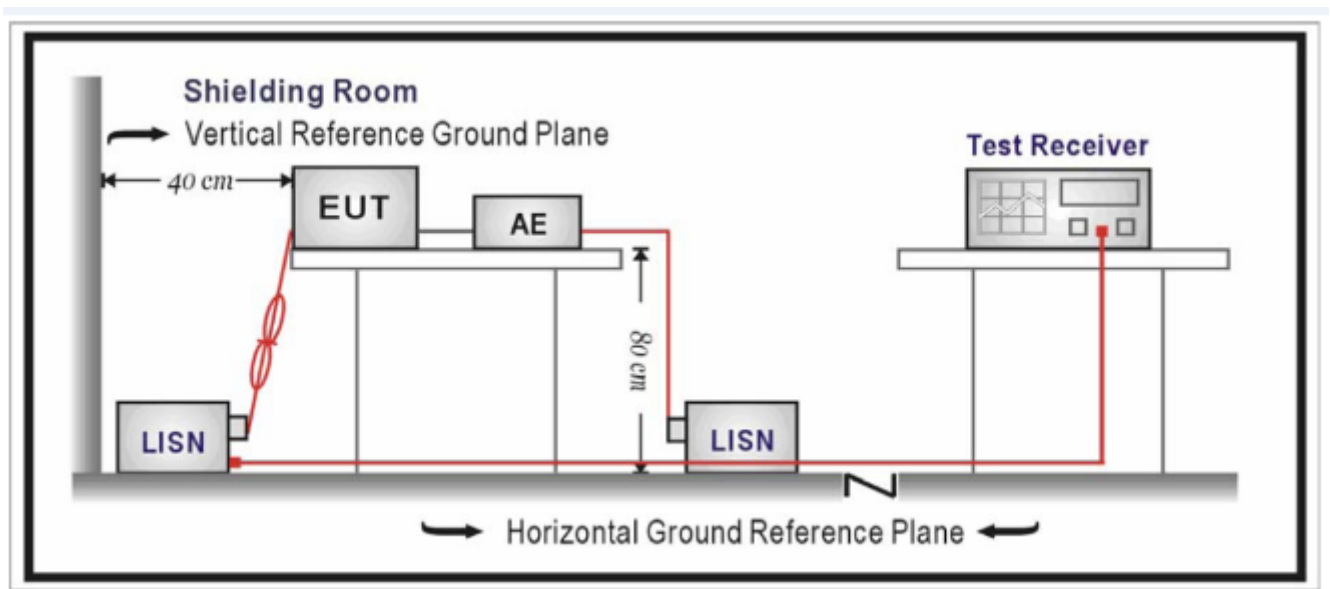 Shielding Room
Vertical Reference Ground Plane
Test Receiver
40 cm
EUT
AE
80 cm
LISN
LISN
Horizontal Ground Reference Plane